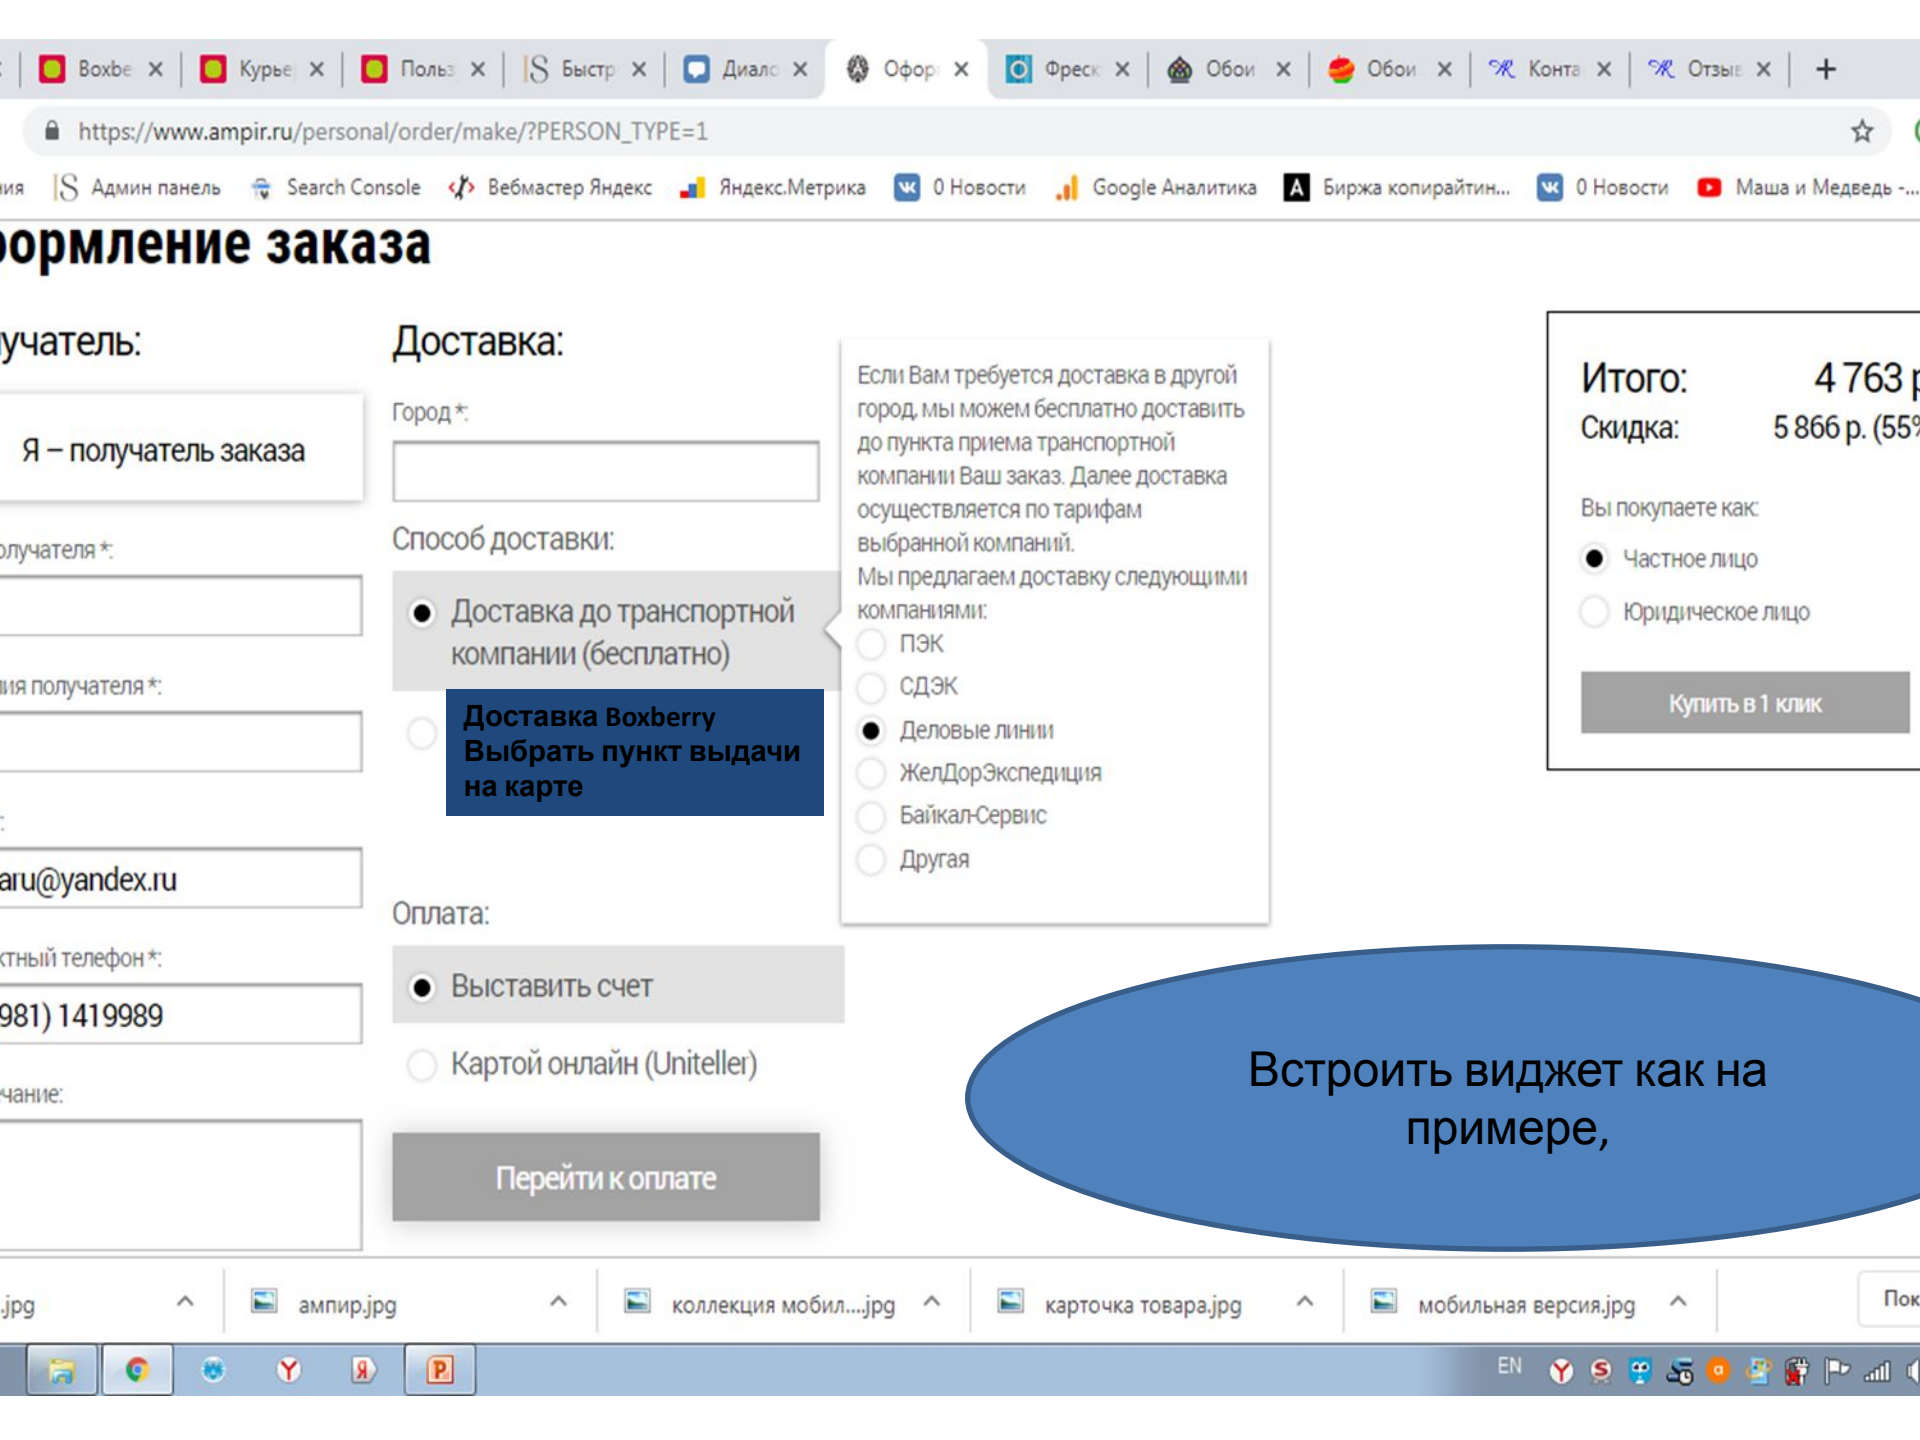 Boxbe
Курье
Польз
Быстр
Диало
Офор
Фреск
Обои
Обои
Конта
Отзыв
https://www.ampir.ru/personal/order/make/?PERSON_TYPE=1
ния
Админ панель
Search Console
Вебмастер Яндекс
Яндекс.Метрика
0 Новости
Google Аналитика
Биржа копирайтин...
0 Новости
Маша и Медведь -...
ормление заказа
учатель:
Я – получатель заказа
олучателя *:
ия получателя *:
aru@yandex.ru
ктный телефон *:
981) 1419989
чание:
Доставка:
Город *:
Способ доставки:
Доставка до транспортной
компании (бесплатно)
Доставка Boxberry
Выбрать пункт выдачи
на карте
Оплата:
Выставить счет
Картой онлайн (Uniteller)
Перейти к оплате
Если Вам требуется доставка в другой
город, мы можем бесплатно доставить
до пункта приема транспортной
компании Ваш заказ. Далее доставка
осуществляется по тарифам
выбранной компаний.
Мы предлагаем доставку следующими
компаниями:
ПЭК
СДЭК
Деловые линии
ЖелДорЭкспедиция
Байкал-Сервис
Другая
Итого: 4 763 р
Скидка: 5 866 р. (55%
Вы покупаете как:
Частное лицо
Юридическое лицо
Купить в 1 клик
Встроить виджет как на
примере,
.jpg
ампир.jpg
коллекция мобил....jpg
карточка товара.jpg
мобильная версия.jpg
Пок
EN